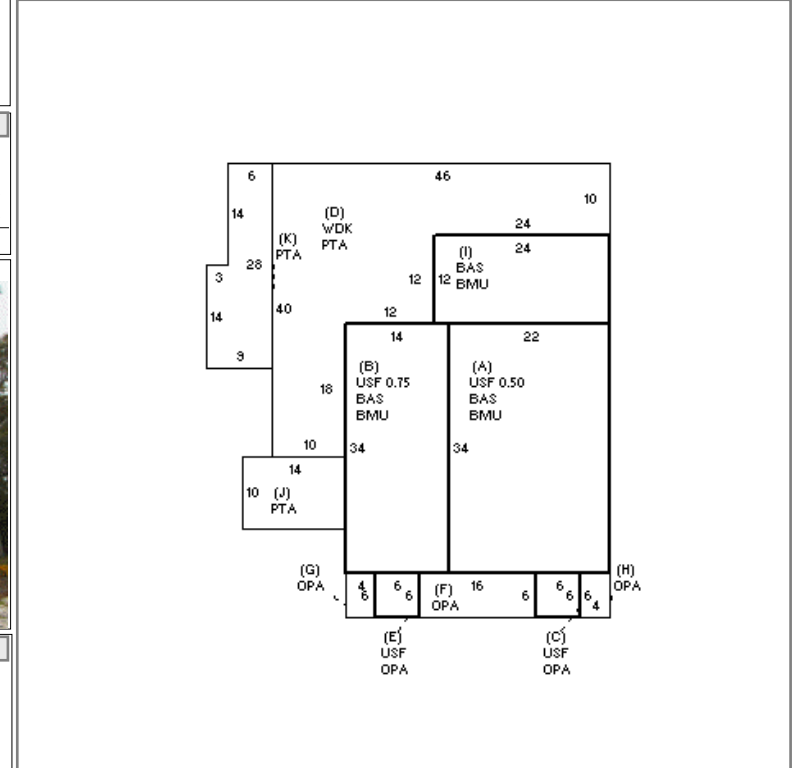 6
46
10
14
(D)
WDK
PTA
24
(K)
PTA
24
(I)
BAS
BMU
28
3
12
12
40
14
12
14
22
9
(B)
USF 0.75
BAS
BMU
(A)
USF 0.50
BAS
BMU
18
10
34
34
14
10
(J)
PTA
(G)
OPA
4
6
6
6
(F)
OPA
16
6
6
6
6
4
(H)
OPA
(E)
USF
OPA
(C)
USF
OPA